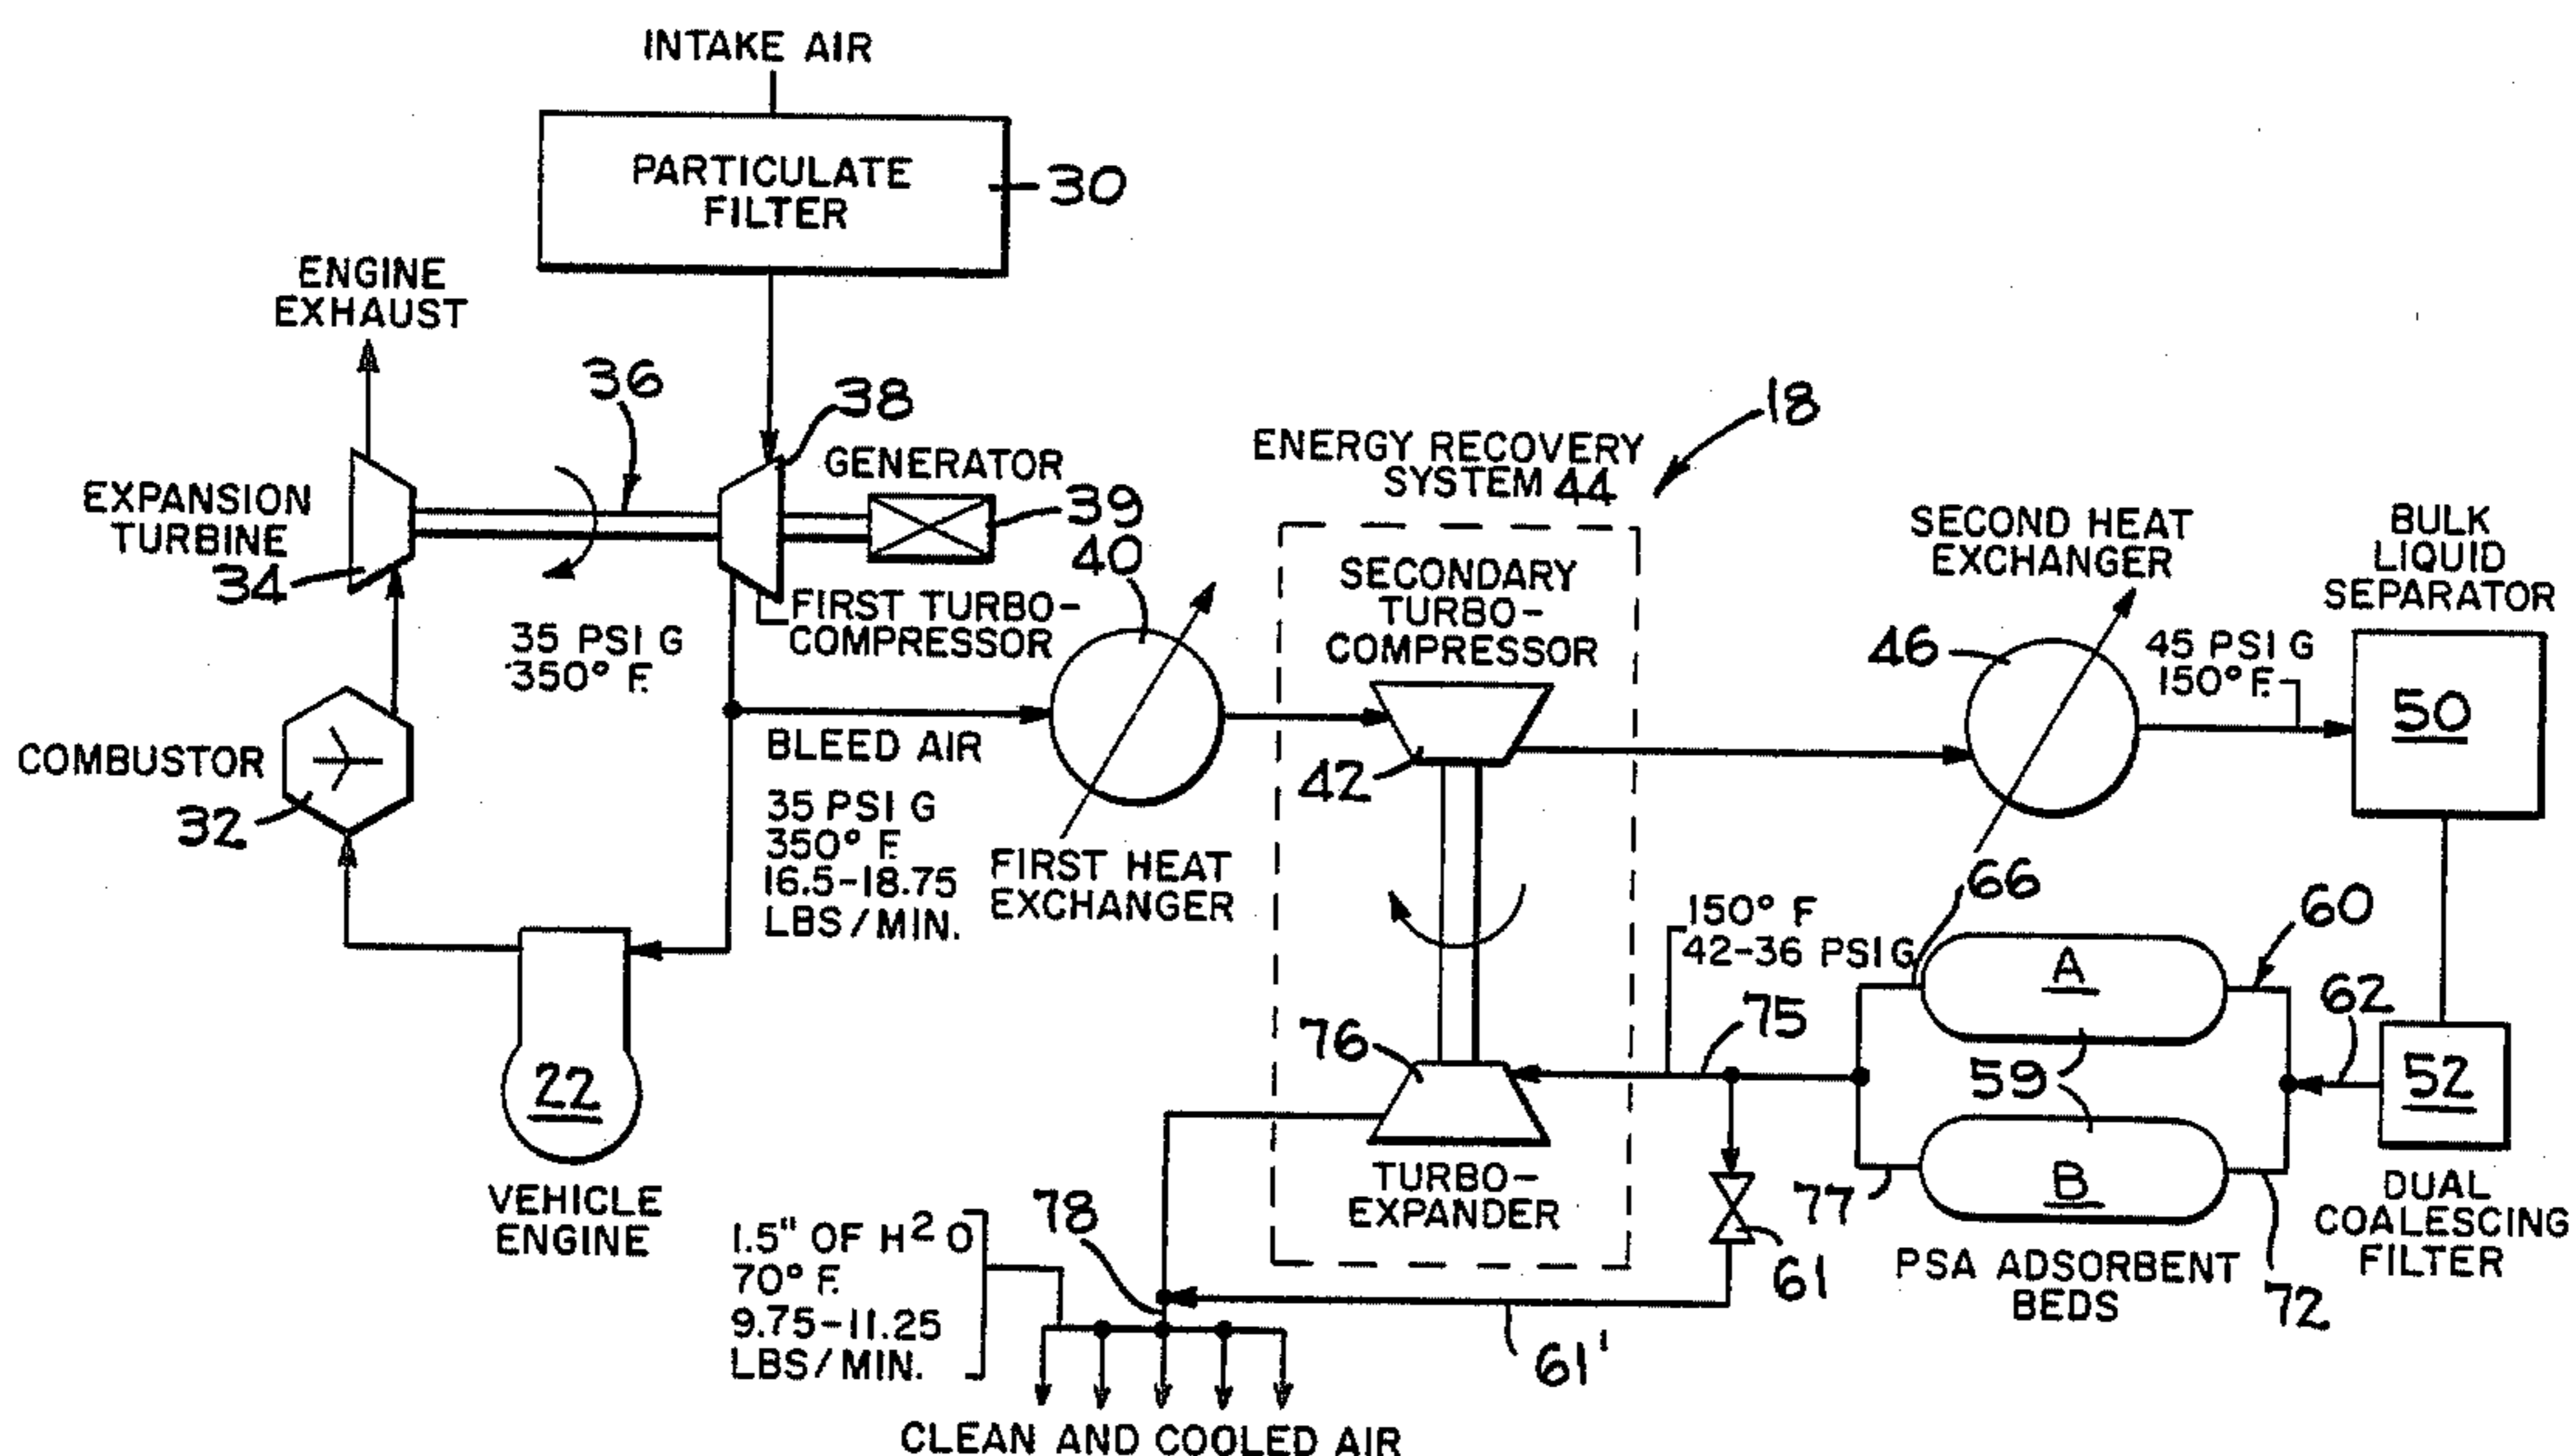 INTAKE AIR
PARTICULATE
FILTER
30
ENGINE
EXHAUST
36
38
GENERATOR
39
EXPANSION
TURBINE
34
FIRST TURBO-
COMPRESSOR
35 PSI G
350° F.
COMBUSTOR
32
BLEED AIR
35 PSI G
350° F.
16.5-18.75
LBS/MIN.
40
FIRST HEAT
EXCHANGER
22
VEHICLE
ENGINE
18
ENERGY RECOVERY
SYSTEM 44
SECONDARY
TURBO-
COMPRESSOR
42
76
TURBO-
EXPANDER
SECOND HEAT
EXCHANGER
46
45 PSI G
150° F.
BULK
LIQUID
SEPARATOR
50
52
DUAL
COALESCING
FILTER
62
60
66
A
59
B
72
77
PSA ADSORBENT
BEDS
150° F
42-36 PSI G
75
61
61'
78
1.5" OF H² O
70° F.
9.75-11.25
LBS/MIN.
CLEAN AND COOLED AIR